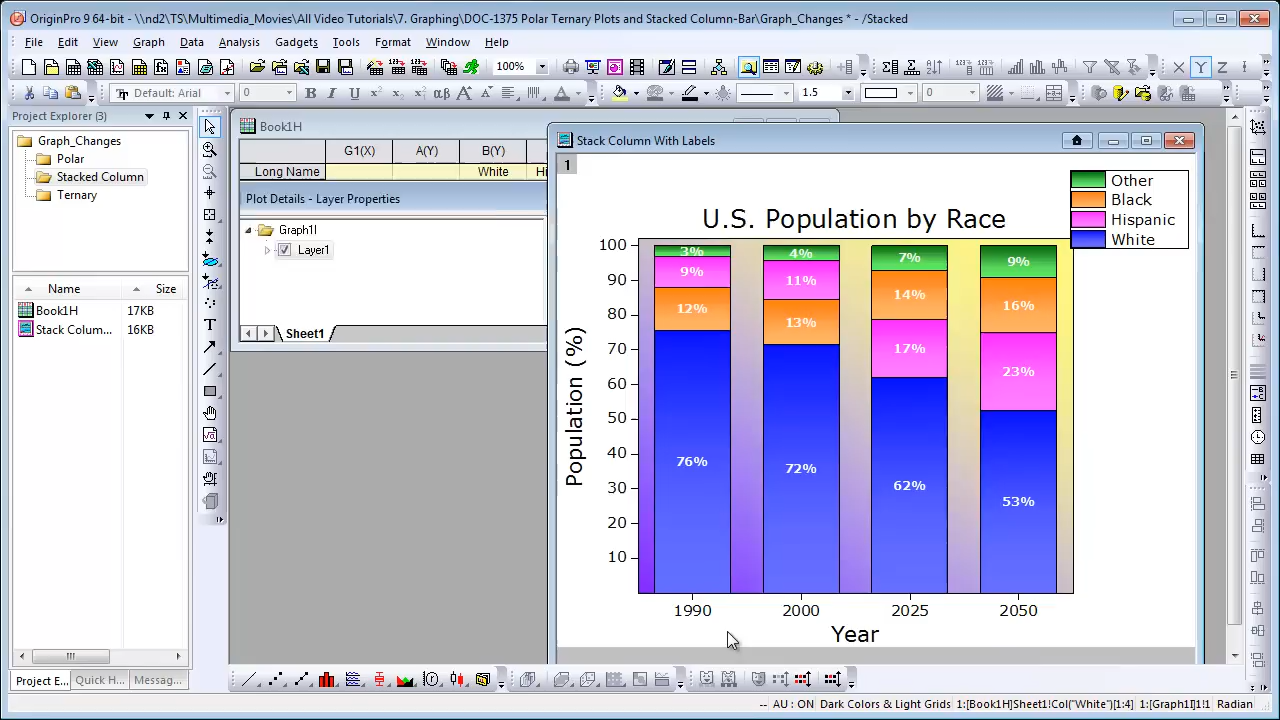 OriginPro 9 64-bit - \\nd2\TS\Multimedia_Movies\All Video Tutorials\7. Graphing\DOC-1375 Polar Ternary Plots and Stacked Column-Bar\Graph_Changes * - /Stacked
File Edit View Graph Data Analysis Gadgets Tools Format Window Help
100%
Default: Arial 0 B I U 1.5 0
Project Explorer (3)
Graph_Changes
Polar
Stacked Column
Ternary
Name Size
Book1H 17KB
Stack Colum... 16KB
Project E... Quick H... Messag...
Book1H
G1(X) A(Y) B(Y)
Long Name White Hi
Plot Details - Layer Properties
Graph1I
Layer1
Sheet1
Stack Column With Labels
1
Other
Black
Hispanic
White
U.S. Population by Race
100
90
80
70
60
50
40
30
20
10
Population (%)
3% 4% 7% 9%
9% 11% 14% 16%
12% 13% 17% 23%
76% 72% 62% 53%
1990 2000 2025 2050
Year
-- AU : ON Dark Colors & Light Grids 1:[Book1H]Sheet1!Col("White")[1:4] 1:[Graph1I]1!1 Radian